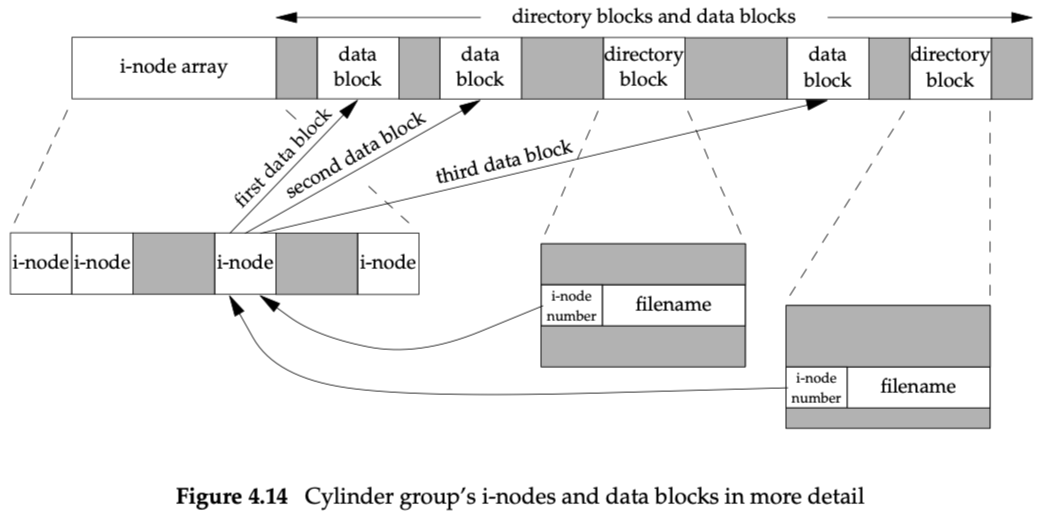 directory blocks and data blocks
i-node array
data
block
data
block
directory
block
data
block
directory
block
first data block
second data block
third data block
i-node
i-node
i-node
i-node
i-node
number
filename
i-node
number
filename
Figure 4.14 Cylinder group’s i-nodes and data blocks in more detail